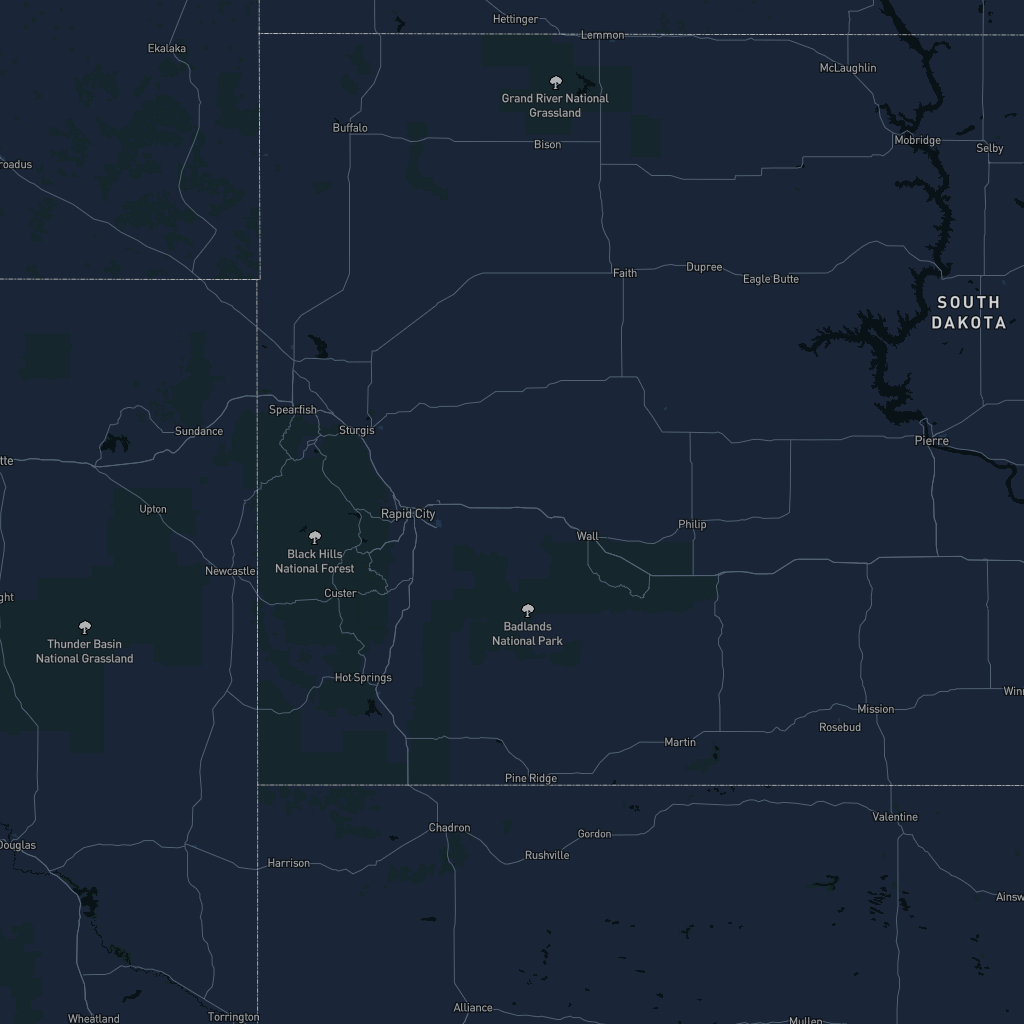 Hettinger
Lemmon
Ekalaka
McLaughlin
Grand River National
Grassland
Buffalo
Bison
Mobridge
Selby
roadus
Faith
Dupree
Eagle Butte
SOUTH
DAKOTA
Spearfish
Sturgis
Sundance
Pierre
tte
Upton
Rapid City
Philip
Wall
Black Hills
National Forest
Newcastle
Custer
ght
Badlands
National Park
Thunder Basin
National Grassland
Hot Springs
Winn
Mission
Rosebud
Martin
Pine Ridge
Valentine
Chadron
Gordon
Douglas
Rushville
Harrison
Ainsw
Alliance
Wheatland
Torrington
Mullen